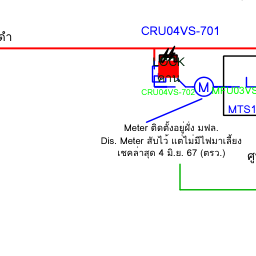 CRU04VS-701
ดำ
CRU04VS-702
M
MTS1
Meter ติดตั้งอยู่ฝั่ง มฟล.
Dis. Meter สับไว้ แต่ไม่มีไฟมาเลี้ยง
เชคล่าสุด 4 มิ.ย. 67 (ตรว.)